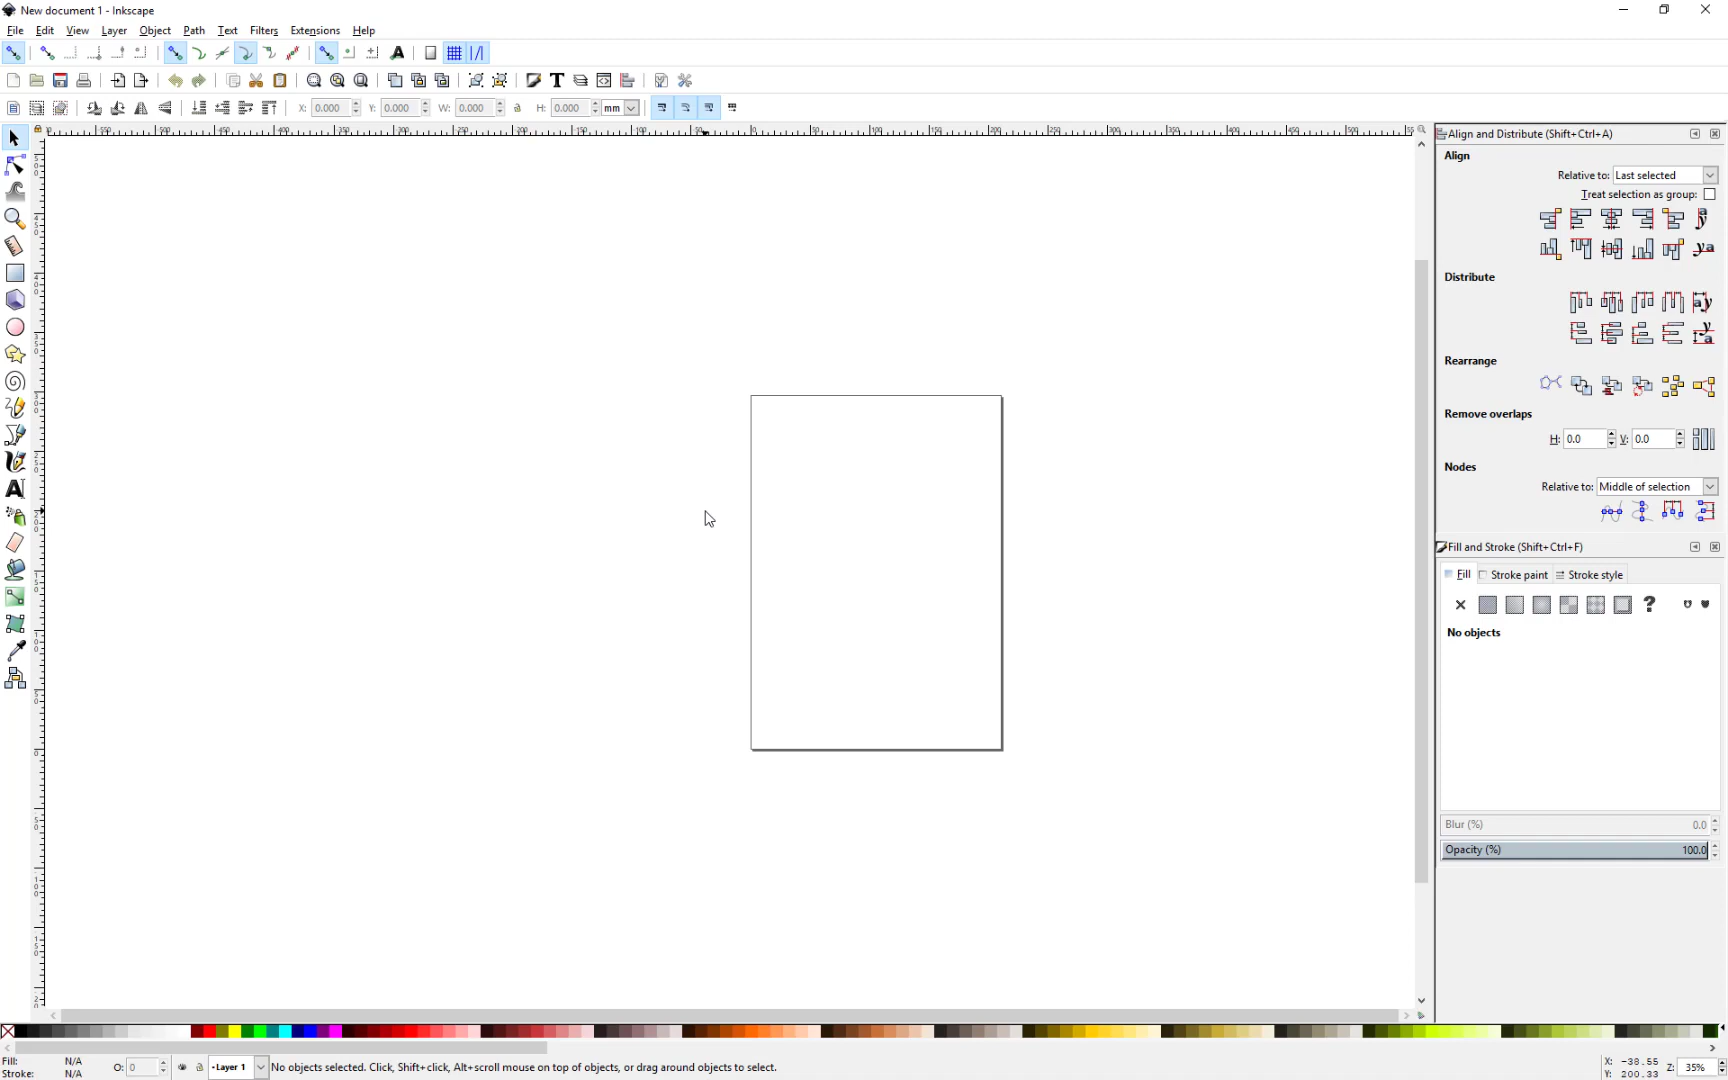 New document 1 - Inkscape
File Edit View Layer Object Path Text Filters Extensions Help
X: 0.000 Y: 0.000 W: 0.000 H: 0.000 mm
Align and Distribute (Shift+Ctrl+A)
Align
Relative to: Last selected
Treat selection as group:
Distribute
Rearrange
Remove overlaps
H: 0.0 V: 0.0
Nodes
Relative to: Middle of selection
Fill and Stroke (Shift+Ctrl+F)
Fill Stroke paint Stroke style
No objects
Blur (%) 0.0
Opacity (%) 100.0
Fill: N/A
Stroke: N/A
O: 0
•Layer 1
No objects selected. Click, Shift+click, Alt+scroll mouse on top of objects, or drag around objects to select.
X: -38.55
Y: 200.33
Z: 35%